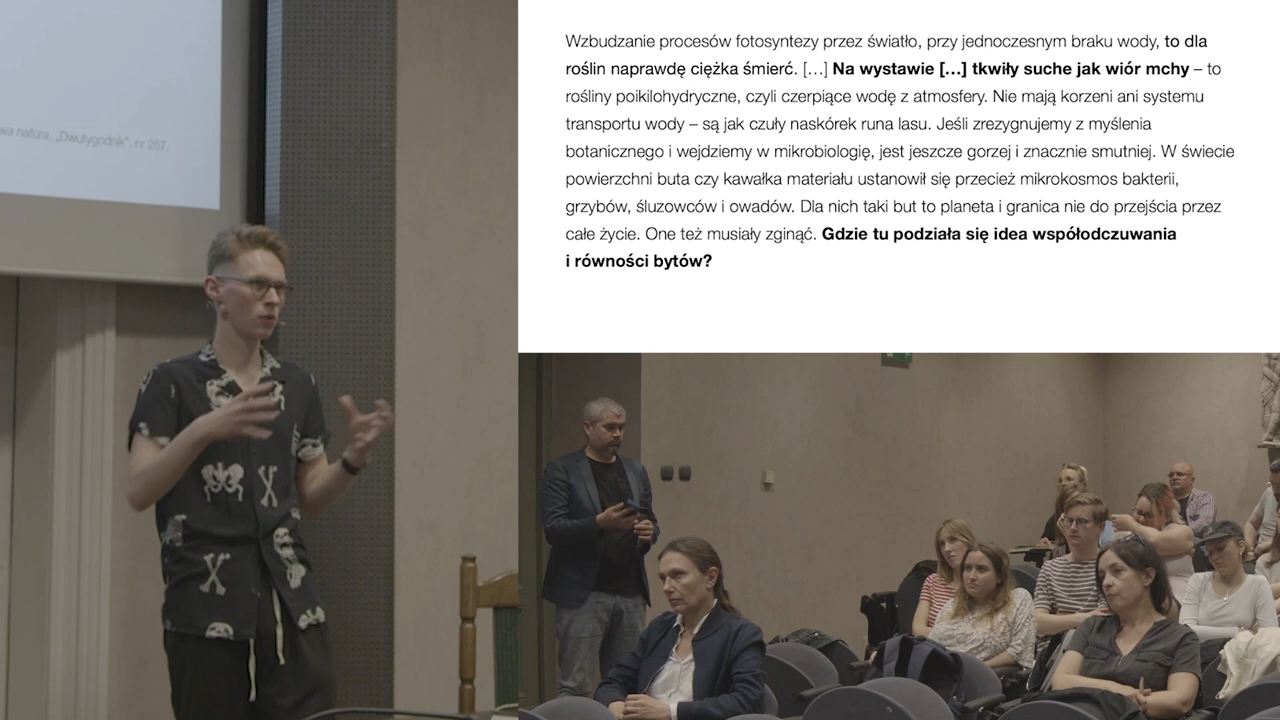 wa natura, „Dwutygodnik", nr 257.
Wzbudzanie procesów fotosyntezy przez światło, przy jednoczesnym braku wody, to dla
roślin naprawdę ciężka śmierć. […] Na wystawie […] tkwiły suche jak wiór mchy – to
rośliny poikilohydryczne, czyli czerpiące wodę z atmosfery. Nie mają korzeni ani systemu
transportu wody – są jak czuły naskórek runa lasu. Jeśli zrezygnujemy z myślenia
botanicznego i wejdziemy w mikrobiologię, jest jeszcze gorzej i znacznie smutniej. W świecie
powierzchni buta czy kawałka materiału ustanowił się przecież mikrokosmos bakterii,
grzybów, śluzowców i owadów. Dla nich taki but to planeta i granica nie do przejścia przez
całe życie. One też musiały zginąć. Gdzie tu podziała się idea współodczuwania
i równości bytów?